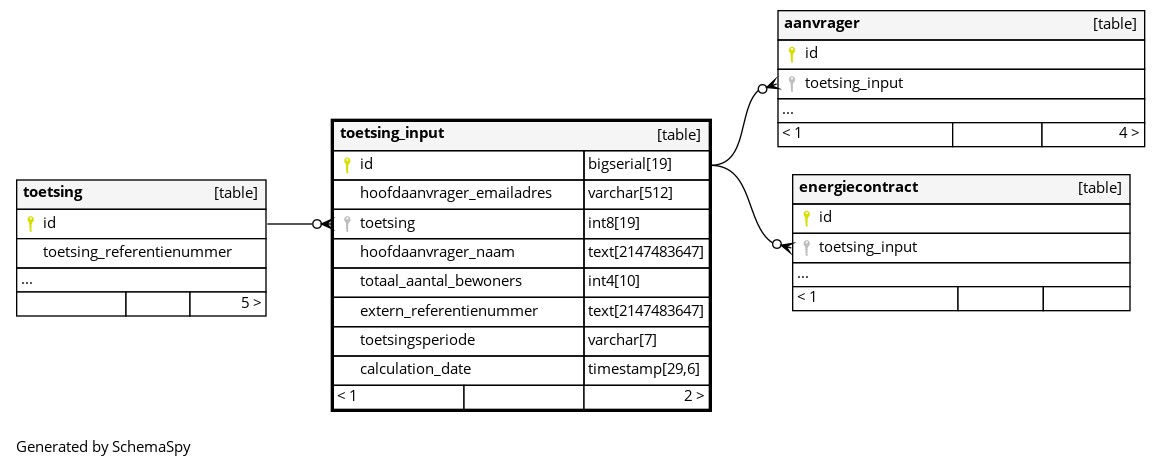 toetsing [table]
id
toetsing_referentienummer
...
5 >
toetsing_input [table]
id bigserial[19]
hoofdaanvrager_emailadres varchar[512]
toetsing int8[19]
hoofdaanvrager_naam text[2147483647]
totaal_aantal_bewoners int4[10]
extern_referentienummer text[2147483647]
toetsingsperiode varchar[7]
calculation_date timestamp[29,6]
< 1 2 >
aanvrager [table]
id
toetsing_input
...
< 1 4 >
energiecontract [table]
id
toetsing_input
...
< 1
Generated by SchemaSpy